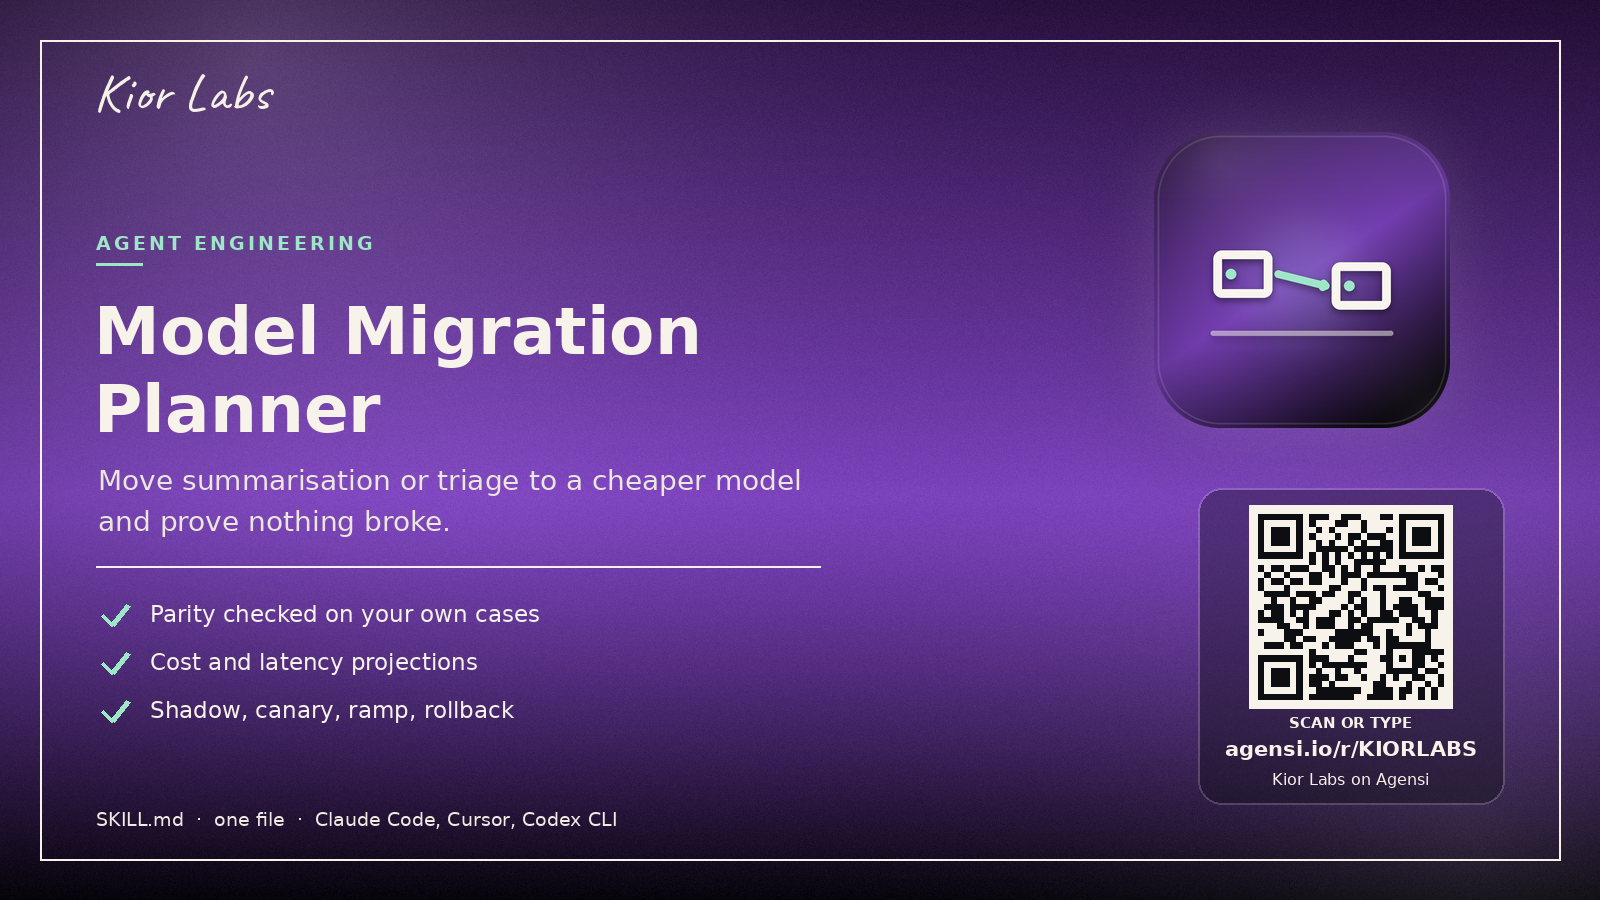 Kior Labs
AGENT ENGINEERING
Model Migration
Planner
Move summarisation or triage to a cheaper model
and prove nothing broke.
Parity checked on your own cases
Cost and latency projections
Shadow, canary, ramp, rollback
SKILL.md · one file · Claude Code, Cursor, Codex CLI
SCAN OR TYPE
agensi.io/r/KIORLABS
Kior Labs on Agensi